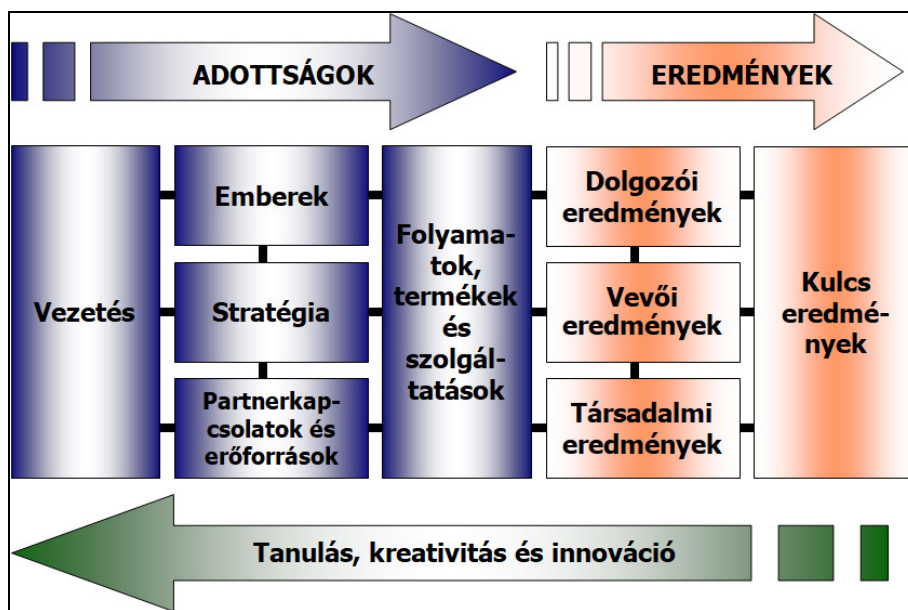 ADOTTSÁGOK
EREDMÉNYEK
Vezetés
Emberek
Stratégia
Partnerkap-
csolatok és
erőforrások
Folyama-
tok,
termékek
és
szolgál-
tatások
Dolgozói
eredmények
Vevői
eredmények
Társadalmi
eredmények
Kulcs
eredmé-
nyek
Tanulás, kreativitás és innováció